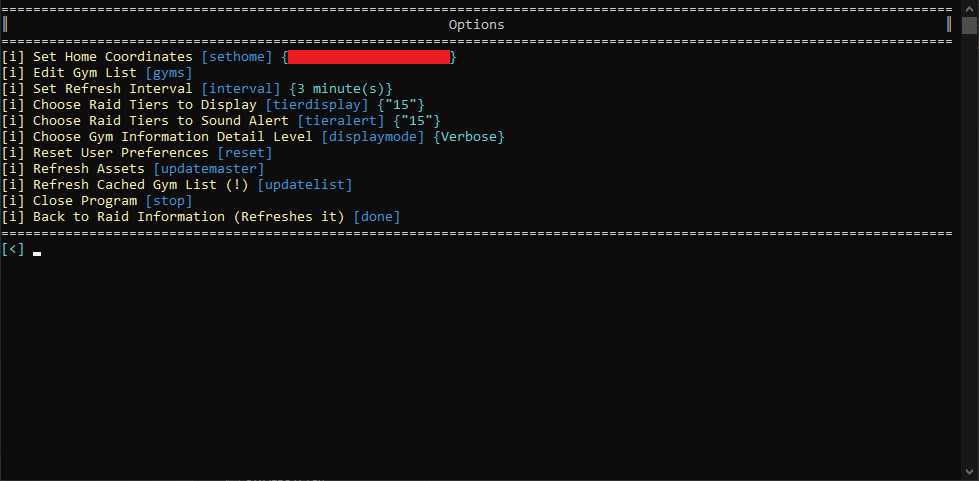 =======================================================================================================================
║ Options ║
=======================================================================================================================
[i] Set Home Coordinates [sethome] {}
[i] Edit Gym List [gyms]
[i] Set Refresh Interval [interval] {3 minute(s)}
[i] Choose Raid Tiers to Display [tierdisplay] {"15"}
[i] Choose Raid Tiers to Sound Alert [tieralert] {"15"}
[i] Choose Gym Information Detail Level [displaymode] {Verbose}
[i] Reset User Preferences [reset]
[i] Refresh Assets [updatemaster]
[i] Refresh Cached Gym List (!) [updatelist]
[i] Close Program [stop]
[i] Back to Raid Information (Refreshes it) [done]
=======================================================================================================================
[<]